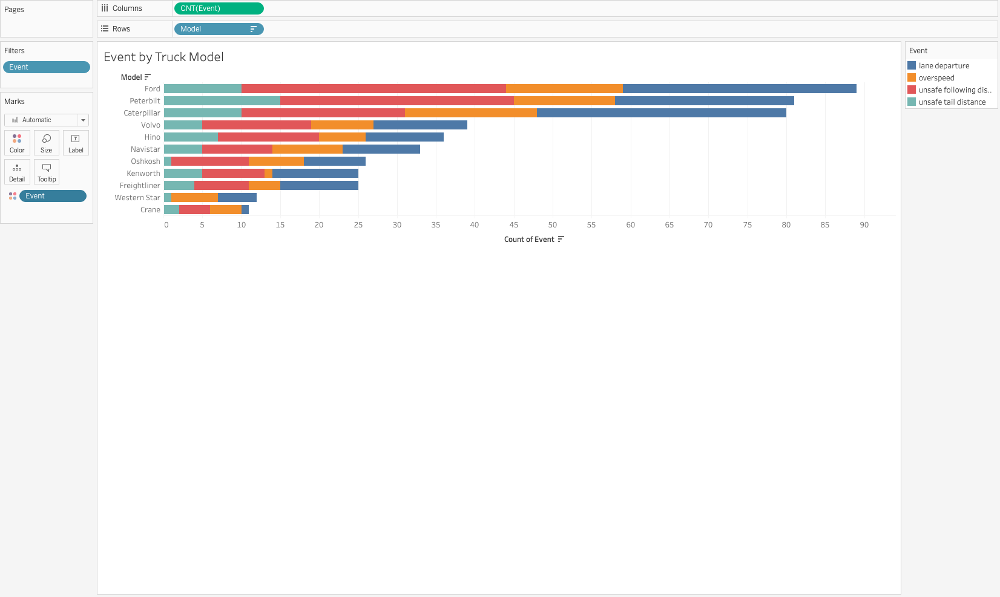 Pages
Columns
CNT(Event)
Rows
Model
Filters
Event
Marks
Automatic
Color
Size
Label
Detail
Tooltip
Event
Event by Truck Model
Model
Ford
Peterbilt
Caterpillar
Volvo
Hino
Navistar
Oshkosh
Kenworth
Freightliner
Western Star
Crane
0 5 10 15 20 25 30 35 40 45 50 55 60 65 70 75 80 85 90
Count of Event
Event
lane departure
overspeed
unsafe following dis..
unsafe tail distance